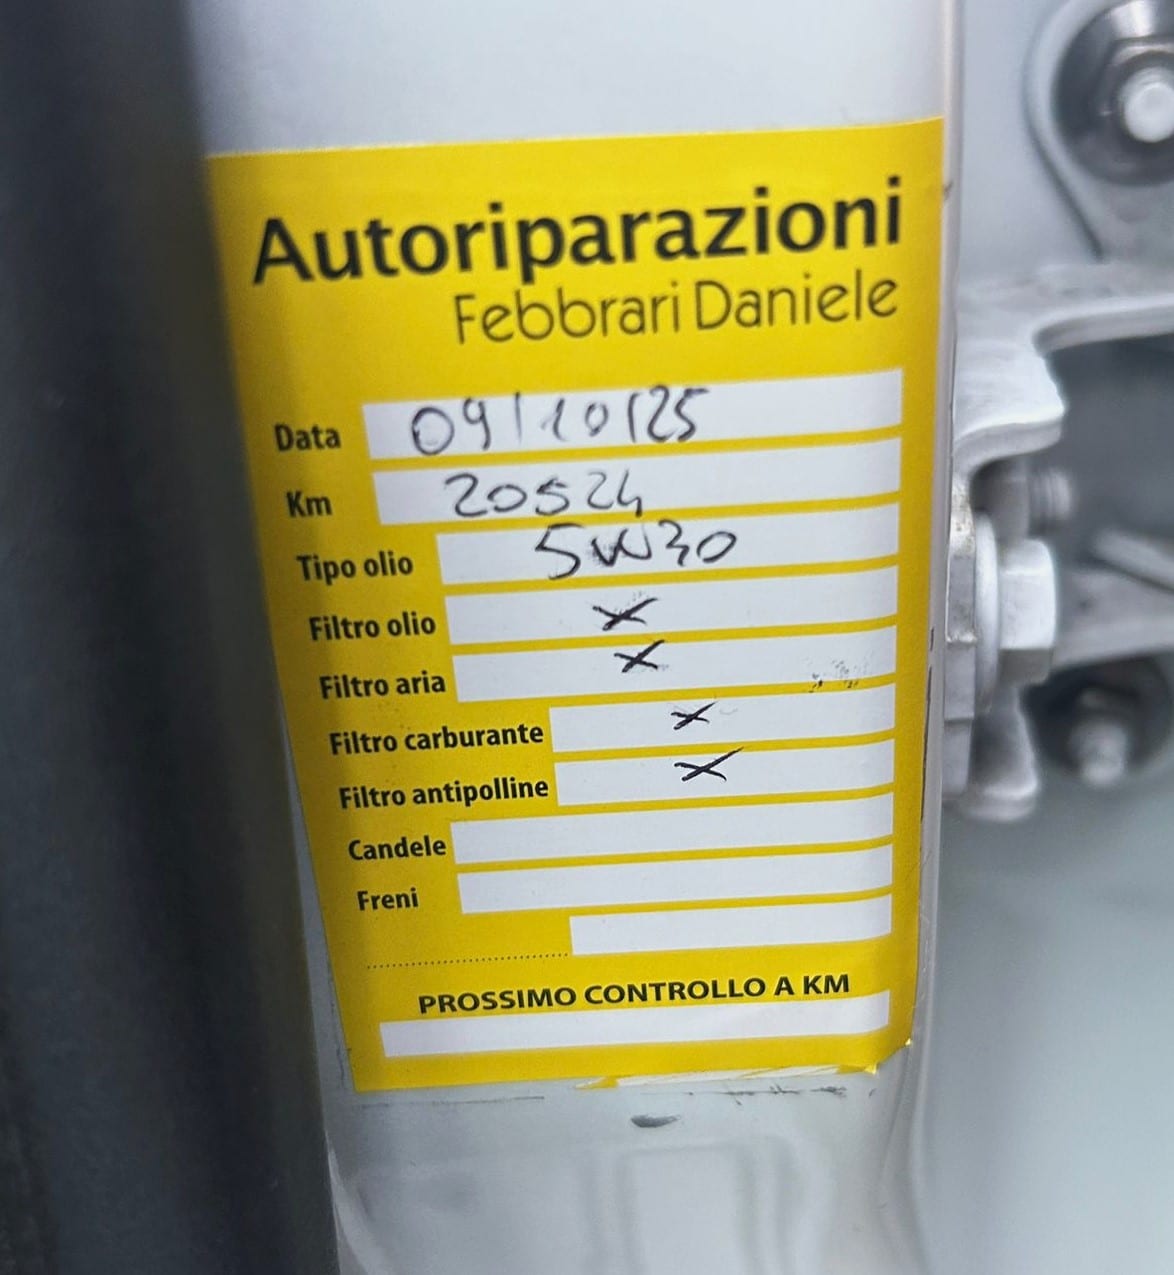 Autoriparazioni
Febbrari Daniele
Data 09/10/25
Km 20524
Tipo olio 5W30
Filtro olio X
Filtro aria X
Filtro carburante X
Filtro antipolline X
Candele
Freni
PROSSIMO CONTROLLO A KM